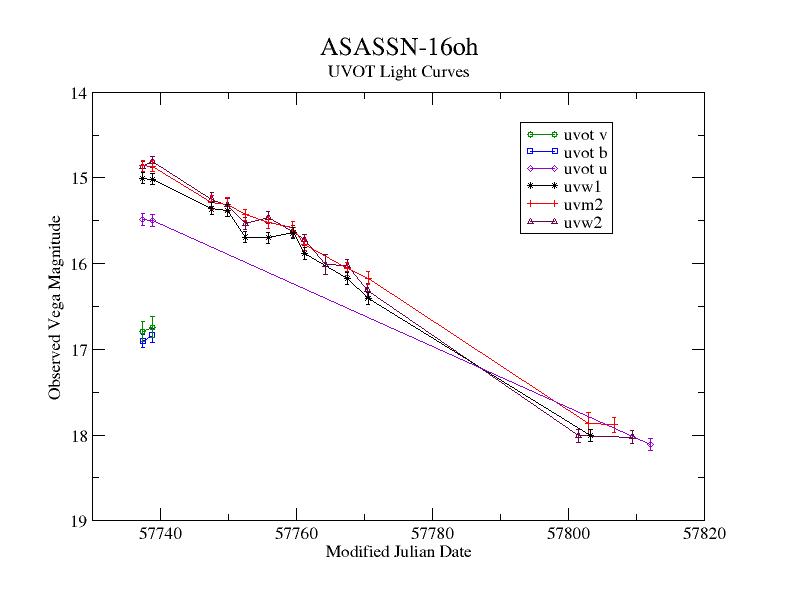 ASASSN-16oh
UVOT Light Curves
14
15
16
17
18
19
Observed Vega Magnitude
uvot v
uvot b
uvot u
uvw1
uvm2
uvw2
57740
57760
57780
57800
57820
Modified Julian Date